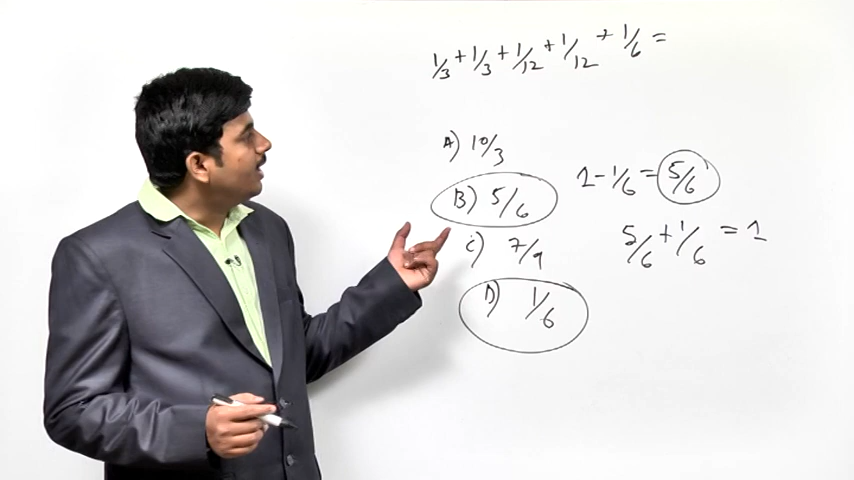 1/3 + 1/3 + 1/12 + 1/12 + 1/6 =
A) 10/3
B) 5/6
1 - 1/6 = 5/6
C) 7/9
5/6 + 1/6 = 1
D) 1/6